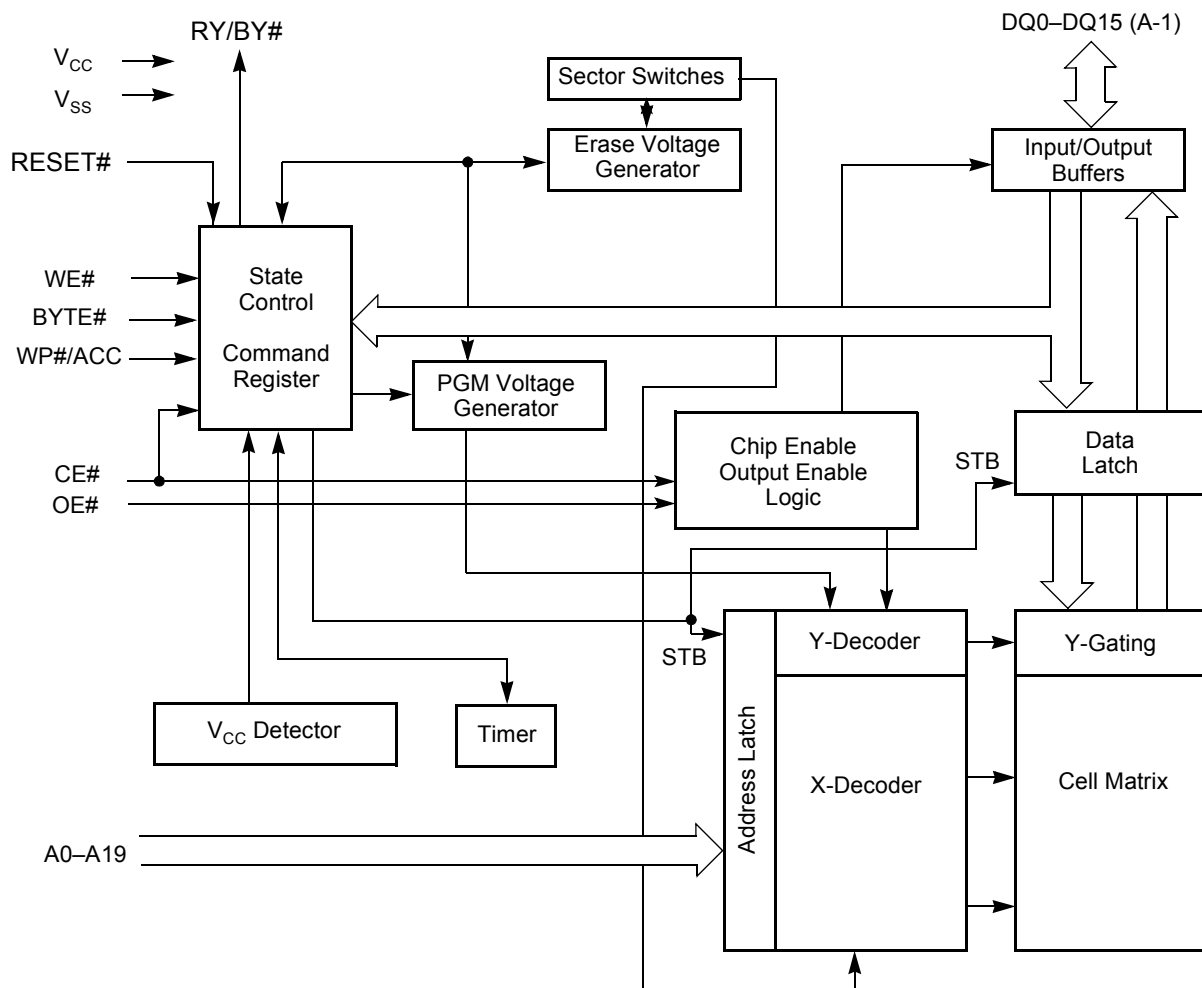 RY/BY#
DQ0–DQ15 (A-1)
VCC
VSS
Sector Switches
Erase Voltage
Generator
Input/Output
Buffers
RESET#
WE#
BYTE#
WP#/ACC
State
Control
Command
Register
PGM Voltage
Generator
Chip Enable
Output Enable
Logic
Data
Latch
STB
CE#
OE#
STB
Y-Decoder
Y-Gating
VCC Detector
Timer
Address Latch
X-Decoder
Cell Matrix
A0–A19